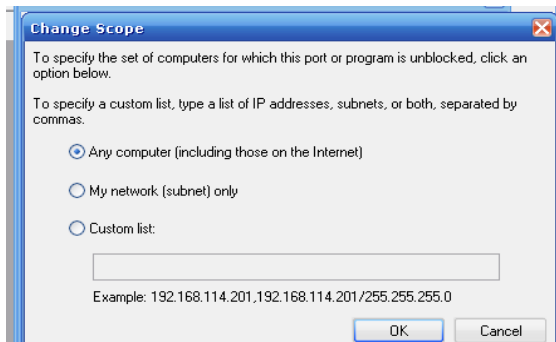 Change Scope
To specify the set of computers for which this port or program is unblocked, click an
option below.
To specify a custom list, type a list of IP addresses, subnets, or both, separated by
commas.
Any computer (including those on the Internet)
My network (subnet) only
Custom list:
Example: 192.168.114.201,192.168.114.201/255.255.255.0
OK Cancel